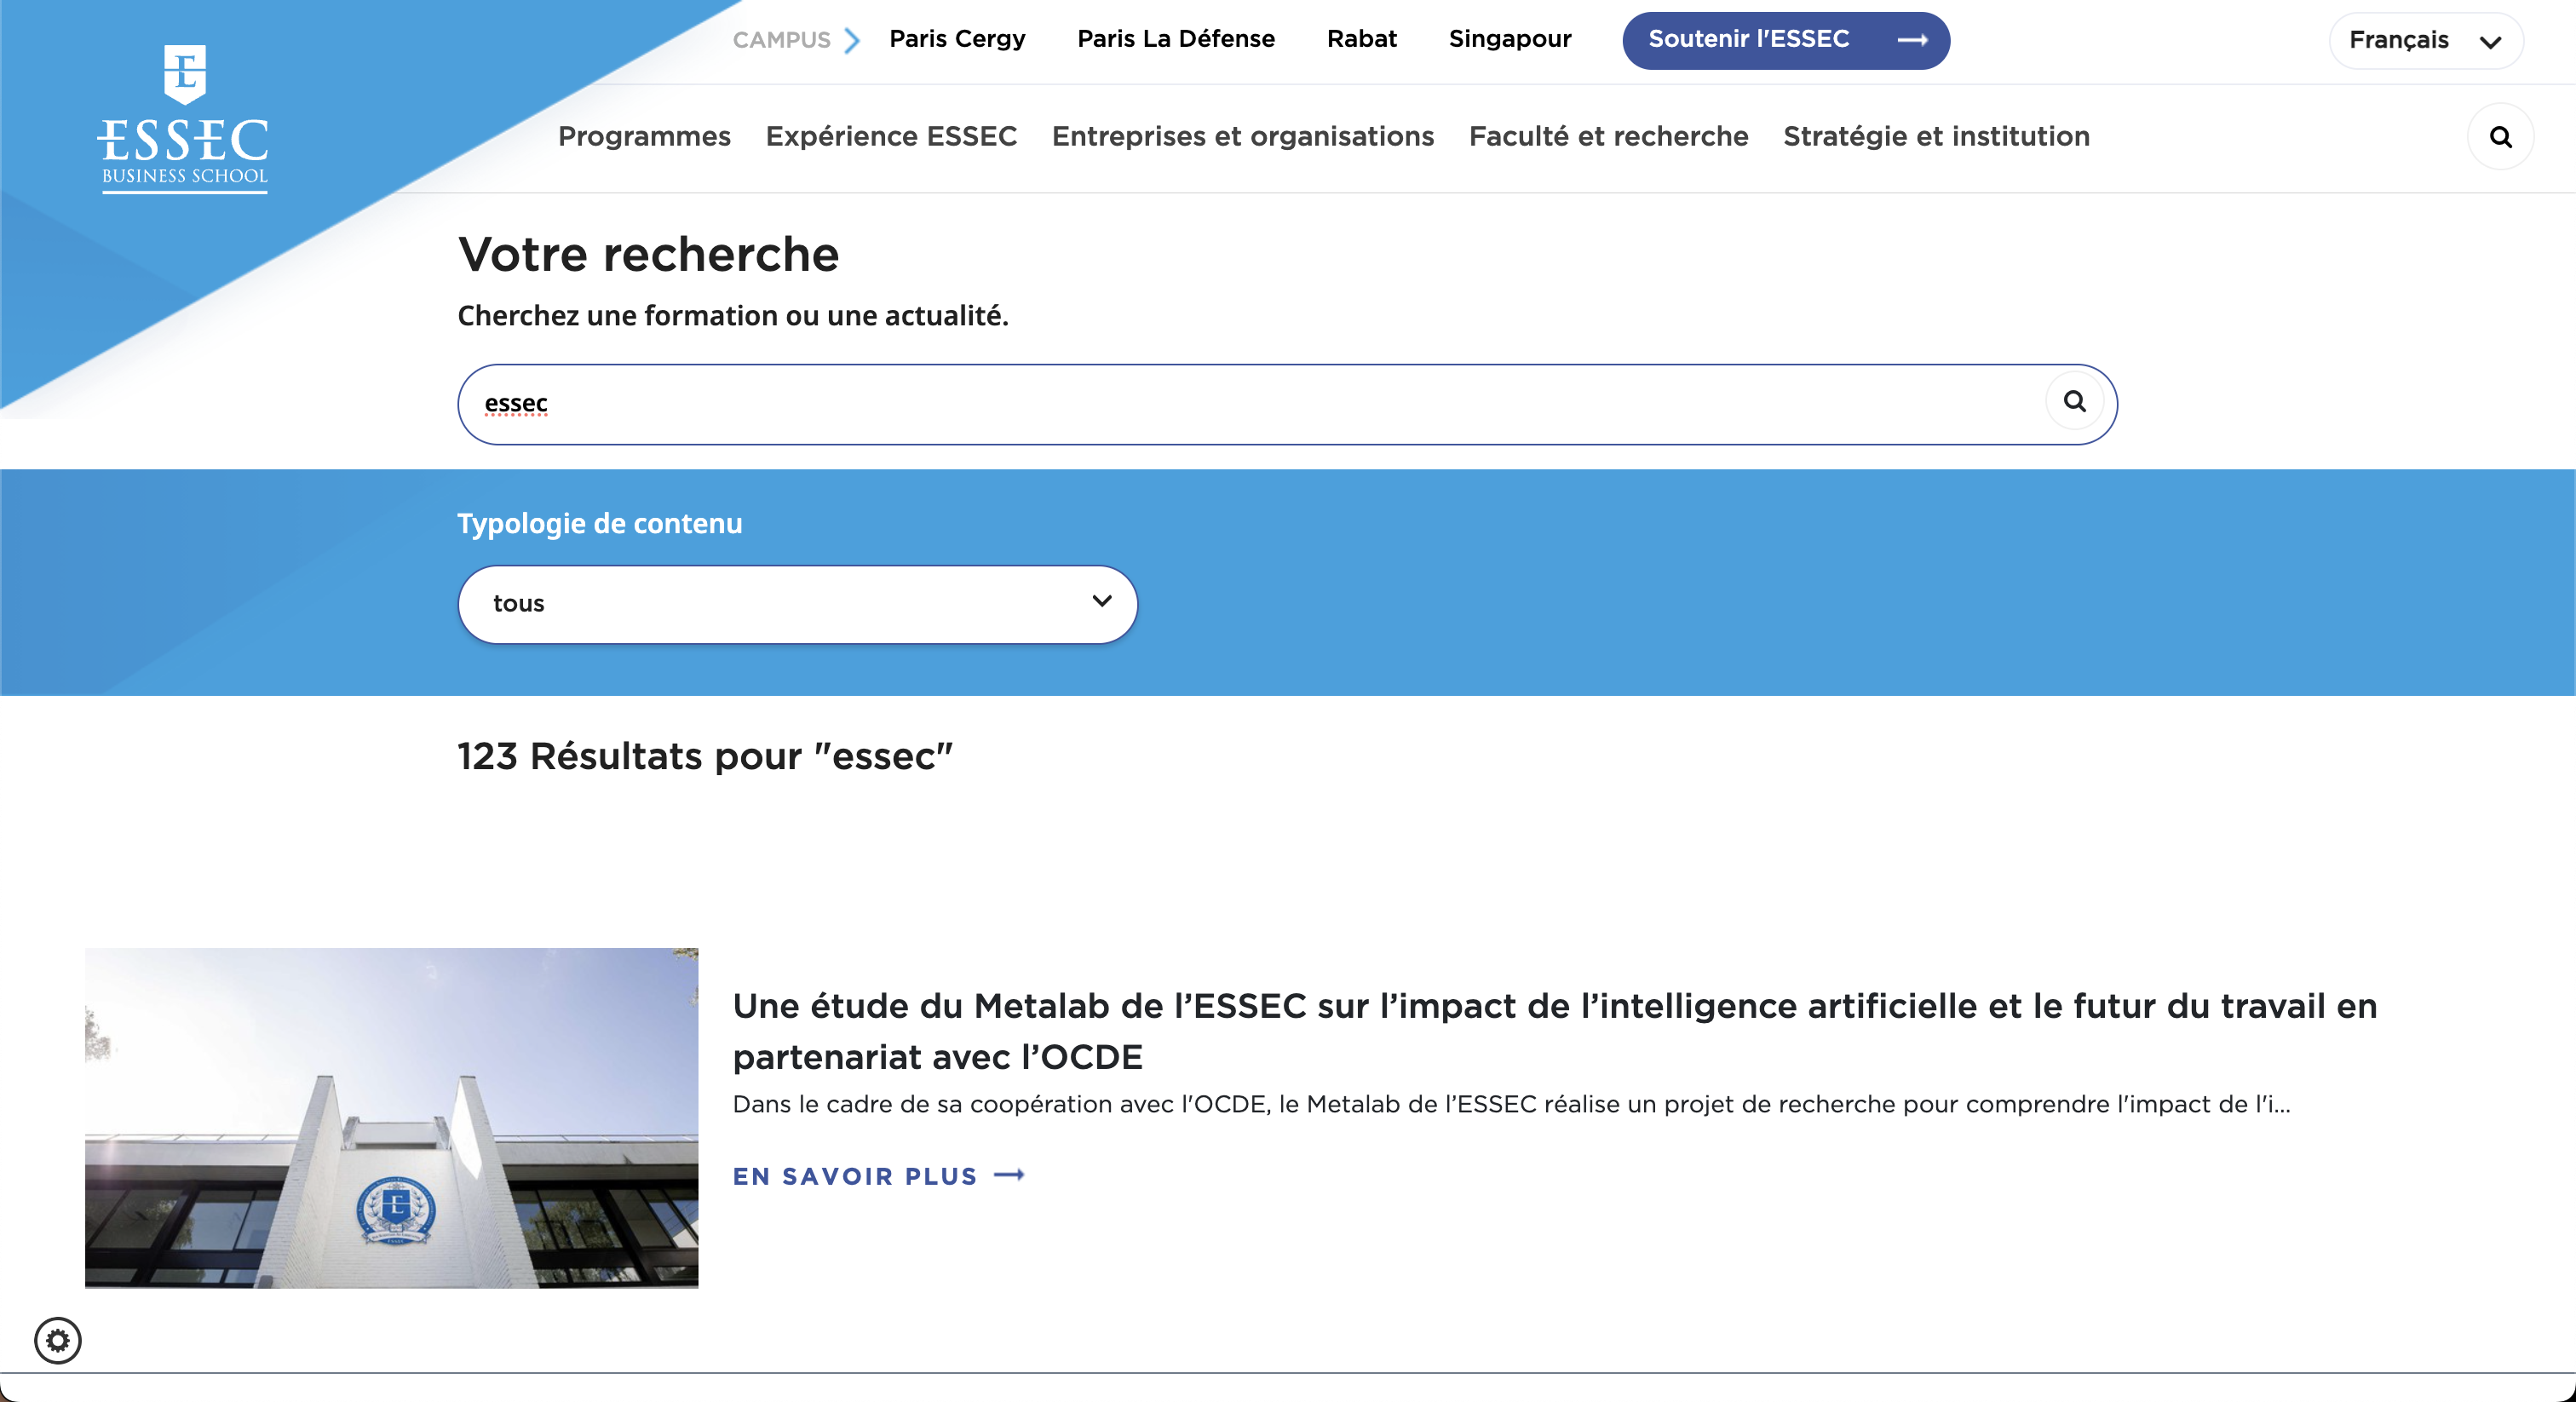 CAMPUS Paris Cergy Paris La Défense Rabat Singapour Soutenir l'ESSEC Français
E
ESSEC
BUSINESS SCHOOL
Programmes Expérience ESSEC Entreprises et organisations Faculté et recherche Stratégie et institution
Votre recherche
Cherchez une formation ou une actualité.
essec
Typologie de contenu
tous
123 Résultats pour "essec"
Une étude du Metalab de l’ESSEC sur l’impact de l’intelligence artificielle et le futur du travail en
partenariat avec l’OCDE
Dans le cadre de sa coopération avec l'OCDE, le Metalab de l’ESSEC réalise un projet de recherche pour comprendre l'impact de l'i...
EN SAVOIR PLUS
E